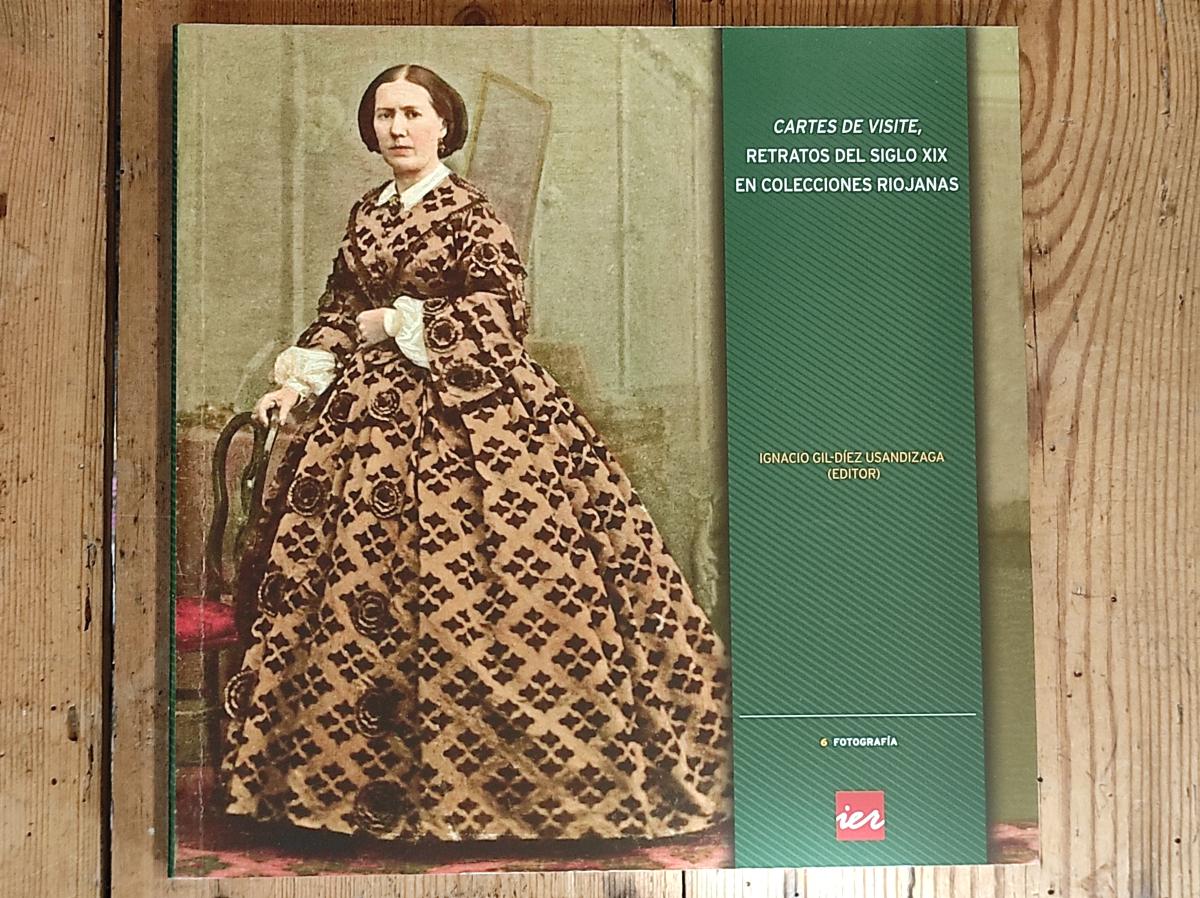 CARTES DE VISITE,
RETRATOS DEL SIGLO XIX
EN COLECCIONES RIOJANAS
IGNACIO GIL-DÍEZ USANDIZAGA
(EDITOR)
6 FOTOGRAFÍA
ier